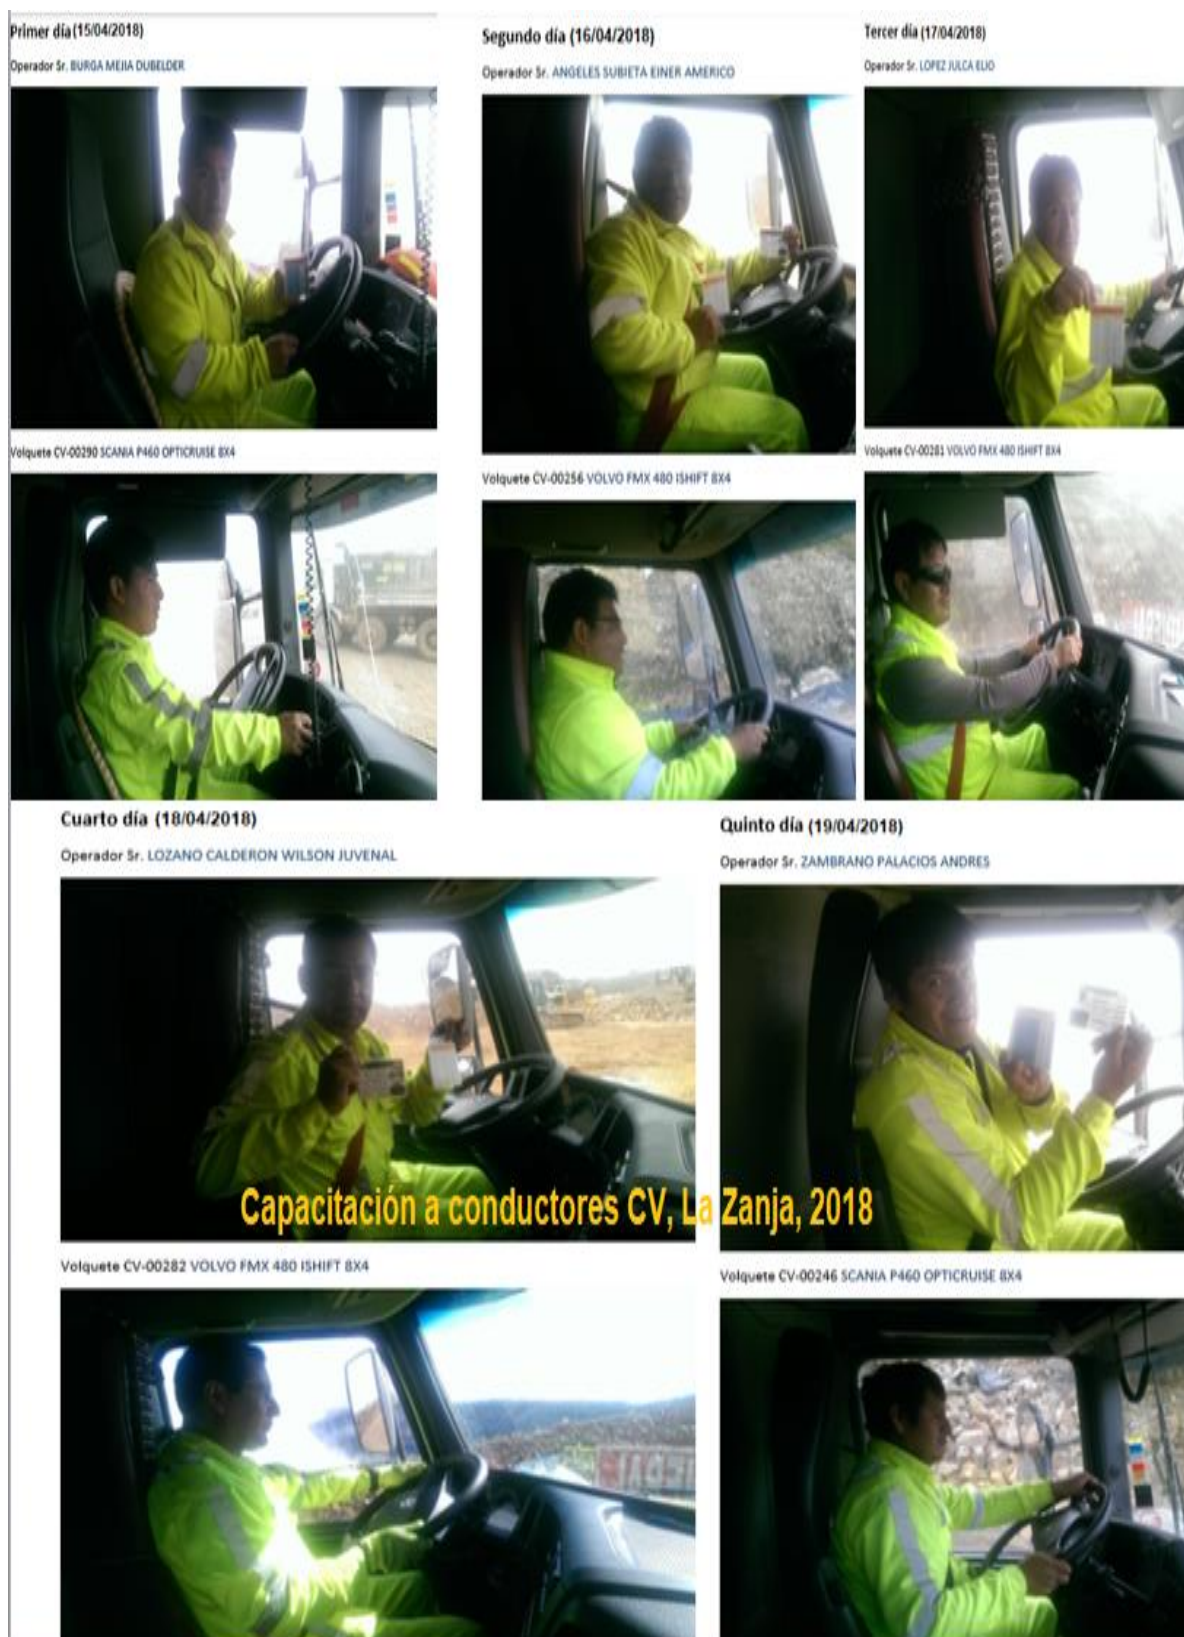 Primer día (15/04/2018)
Operador Sr. BURGA MEJIA DUBELDER
Volquete CV-00290 SCANIA P460 OPTICRUISE 8X4
Segundo día (16/04/2018)
Operador Sr. ANGELES SUBIETA EINER AMERICO
Volquete CV-00256 VOLVO FMX 480 ISHIFT 8X4
Tercer día (17/04/2018)
Operador Sr. LOPEZ JULCA ELIO
Volquete CV-00281 VOLVO FMX 480 ISHIFT 8X4
Cuarto día (18/04/2018)
Operador Sr. LOZANO CALDERON WILSON JUVENAL
Volquete CV-00282 VOLVO FMX 480 ISHIFT 8X4
Quinto día (19/04/2018)
Operador Sr. ZAMBRANO PALACIOS ANDRES
Capacitación a conductores CV, La Zanja, 2018
Volquete CV-00246 SCANIA P460 OPTICRUISE 8X4